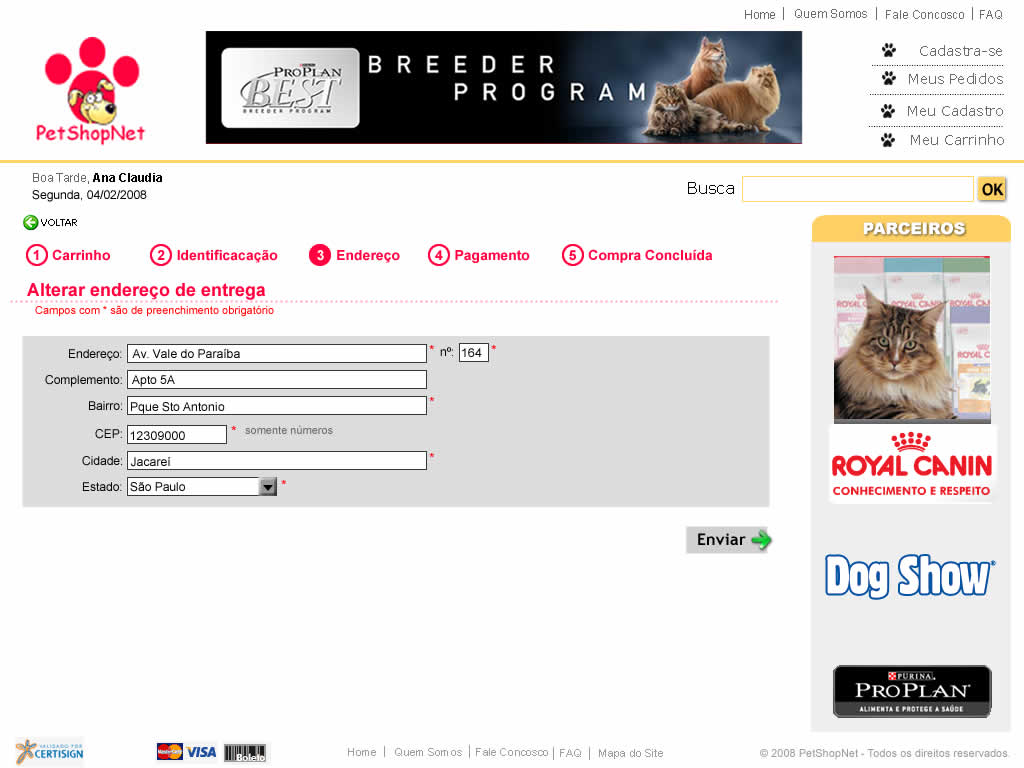 Home | Quem Somos | Fale Concosco | FAQ
PetShopNet
PURINA
PROPLAN
BEST
BREEDER PROGRAM
BREEDER
PROGRAM
Cadastra-se
Meus Pedidos
Meu Cadastro
Meu Carrinho
Boa Tarde, Ana Claudia
Segunda, 04/02/2008
Busca OK
VOLTAR
1 Carrinho 2 Identificacação 3 Endereço 4 Pagamento 5 Compra Concluída
Alterar endereço de entrega
Campos com * são de preenchimento obrigatório
Endereço: Av. Vale do Paraíba * nº: 164 *
Complemento: Apto 5A
Bairro: Pque Sto Antonio *
CEP: 12309000 * somente números
Cidade: Jacareí *
Estado: São Paulo *
Enviar
PARCEIROS
ROYAL CANIN
CONHECIMENTO E RESPEITO
Dog Show®
PURINA
PROPLAN
ALIMENTA E PROTEGE A SAÚDE
VALIDADO POR
CERTISIGN
MasterCard VISA Boleto
Home | Quem Somos | Fale Concosco | FAQ | Mapa do Site
© 2008 PetShopNet - Todos os direitos reservados.